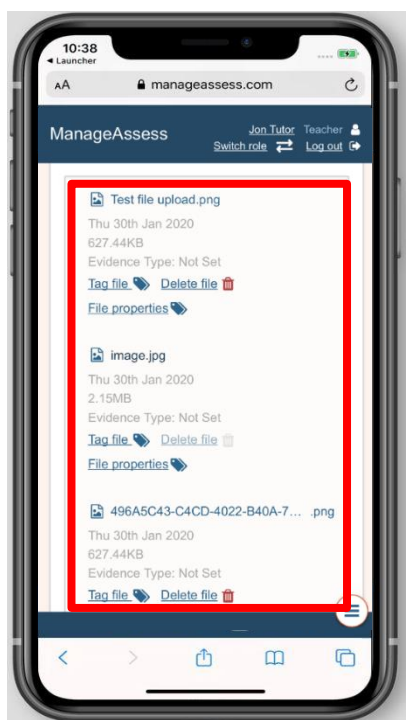 10:38
◀ Launcher
AA manageassess.com
ManageAssess Jon Tutor Teacher
Switch role Log out
Test file upload.png
Thu 30th Jan 2020
627.44KB
Evidence Type: Not Set
Tag file Delete file
File properties
image.jpg
Thu 30th Jan 2020
2.15MB
Evidence Type: Not Set
Tag file Delete file
File properties
496A5C43-C4CD-4022-B40A-7... .png
Thu 30th Jan 2020
627.44KB
Evidence Type: Not Set
Tag file Delete file